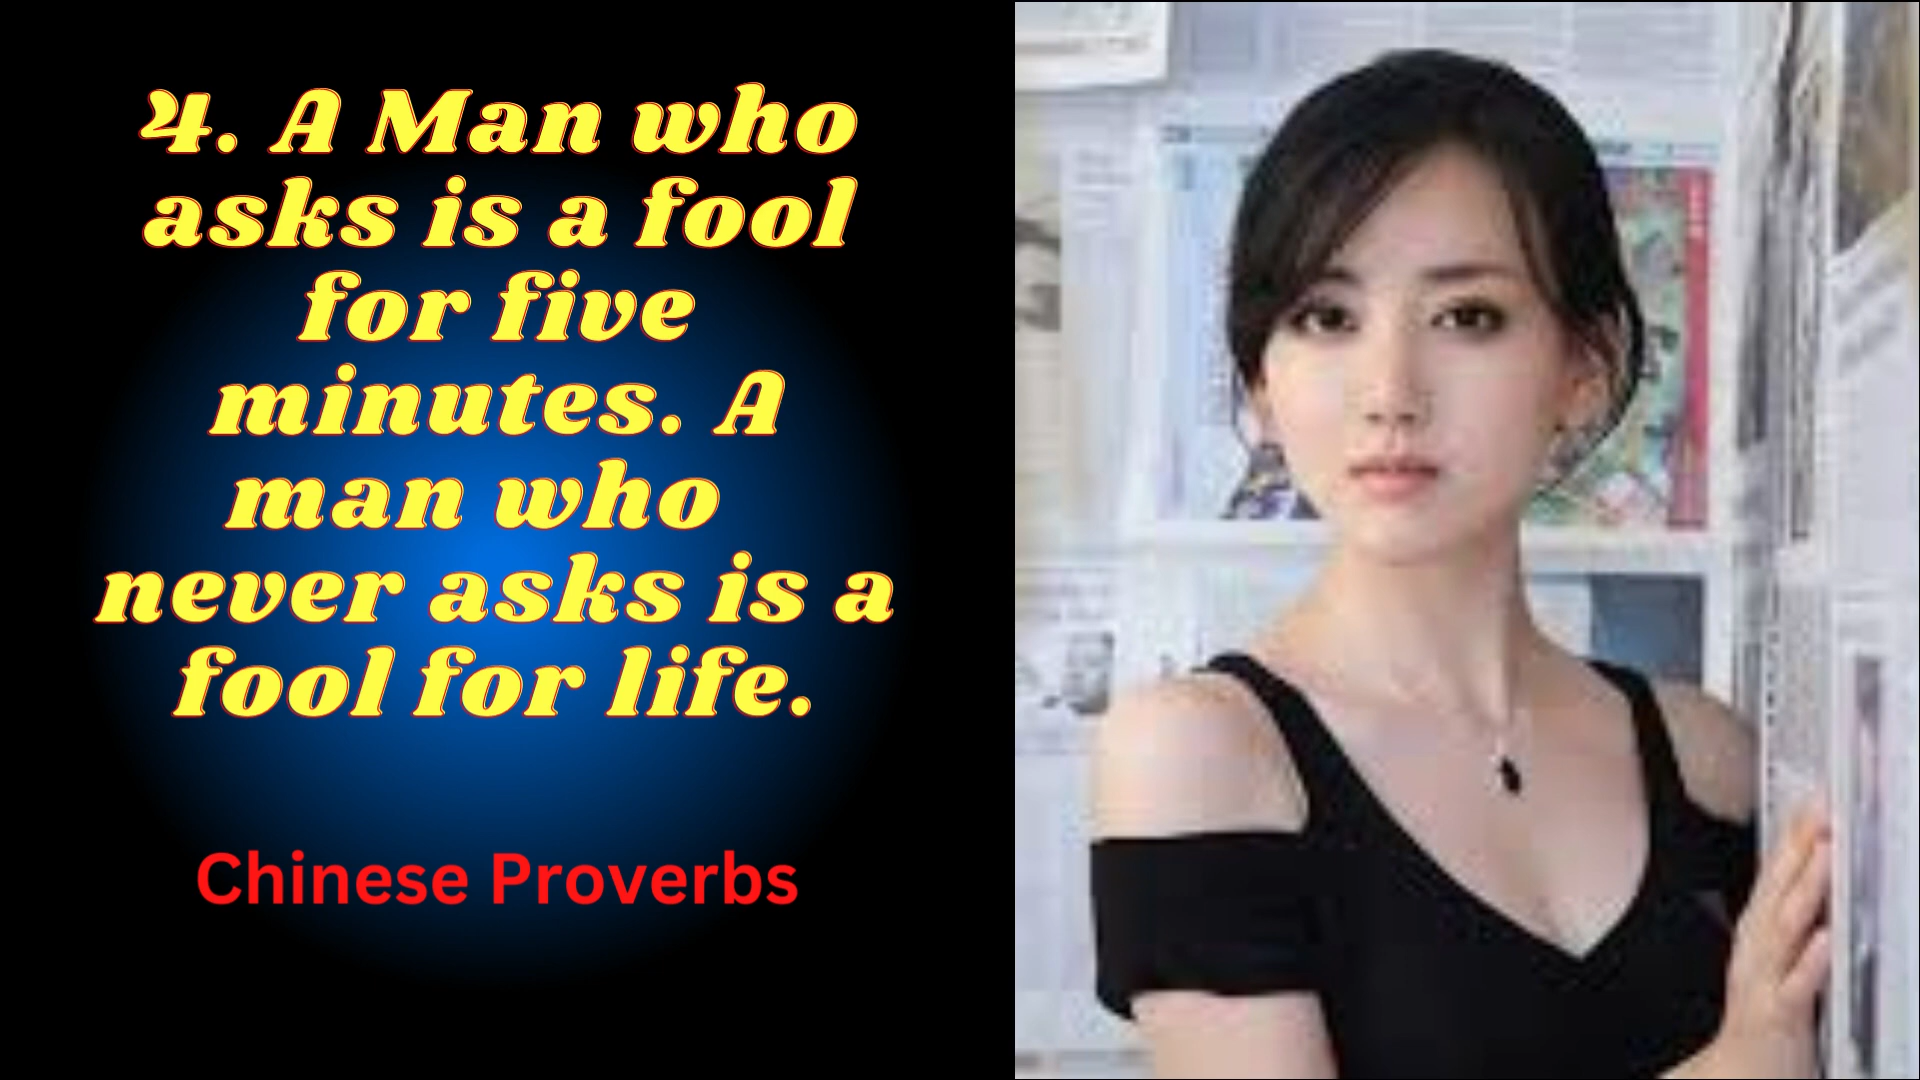 4. A Man who
asks is a fool
for five
minutes. A
man who
never asks is a
fool for life.
Chinese Proverbs